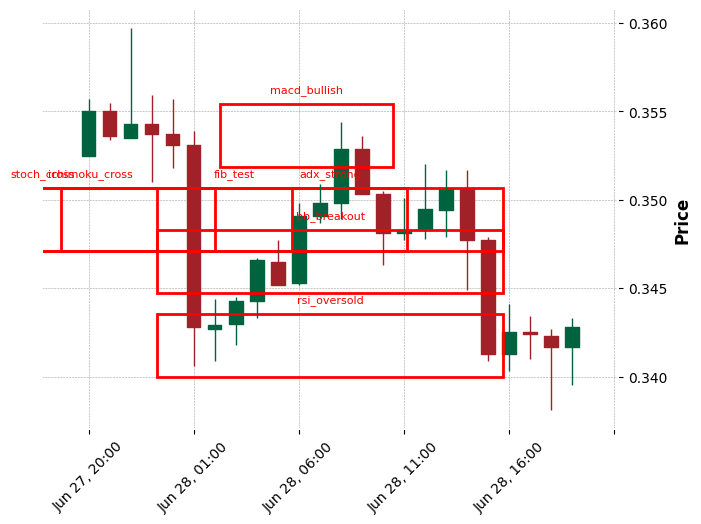 0.360
macd_bullish
0.355
stoch_cross
ichimoku_cross
fib_test
adx_strong
0.350
bb_breakout
Price
0.345
rsi_oversold
0.340
Jun 27, 20:00
Jun 28, 01:00
Jun 28, 06:00
Jun 28, 11:00
Jun 28, 16:00